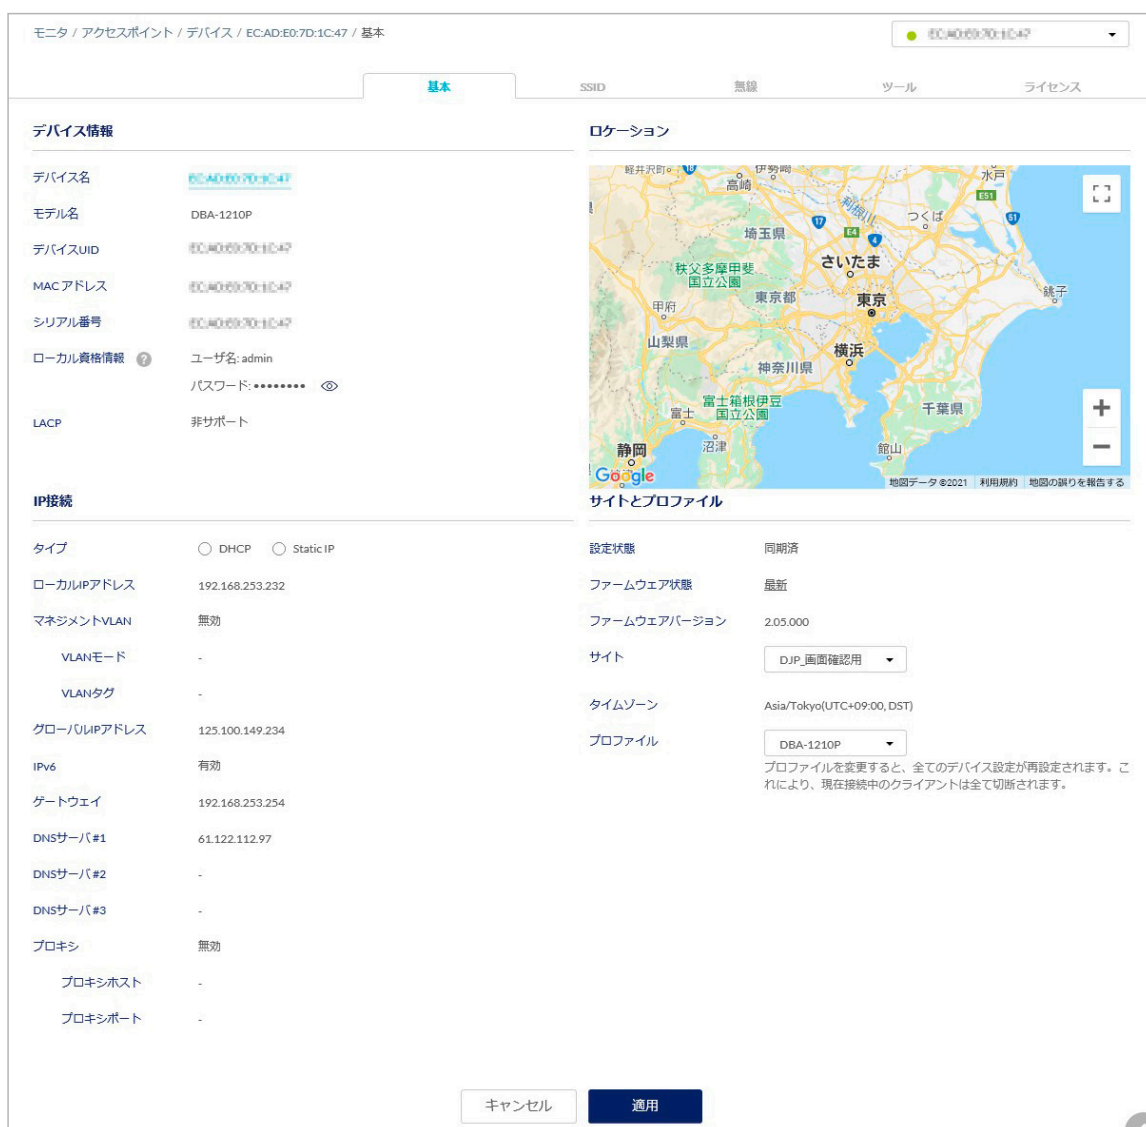 モニタ / アクセスポイント / デバイス / EC:AD:E0:7D:1C:47 / 基本
基本
SSID
無線
ツール
ライセンス
デバイス情報
デバイス名
モデル名 DBA-1210P
デバイスUID
MACアドレス
シリアル番号
ローカル資格情報 ? ユーザ名: admin
パスワード: ••••••••
LACP 非サポート
ロケーション
軽井沢町
18
伊勢崎
高崎
水戸
E51
利根川
つくば
51
17
E4
4
埼玉県
さいたま
秩父多摩甲斐
国立公園
東京都
東京
銚子
甲府
山梨県
横浜
神奈川県
富士箱根伊豆
国立公園
富士
千葉県
静岡
沼津
館山
Google
地図データ ©2021 利用規約 地図の誤りを報告する
IP接続
タイプ DHCP Static IP
ローカルIPアドレス 192.168.253.232
マネジメントVLAN 無効
VLANモード -
VLANタグ -
グローバルIPアドレス 125.100.149.234
IPv6 有効
ゲートウェイ 192.168.253.254
DNSサーバ #1 61.122.112.97
DNSサーバ #2 -
DNSサーバ #3 -
プロキシ 無効
プロキシホスト -
プロキシポート -
サイトとプロファイル
設定状態 同期済
ファームウェア状態 最新
ファームウェアバージョン 2.05.000
サイト DJP_画面確認用
タイムゾーン Asia/Tokyo(UTC+09:00, DST)
プロファイル DBA-1210P
プロファイルを変更すると、全てのデバイス設定が再設定されます。こ
れにより、現在接続中のクライアントは全て切断されます。
キャンセル
適用